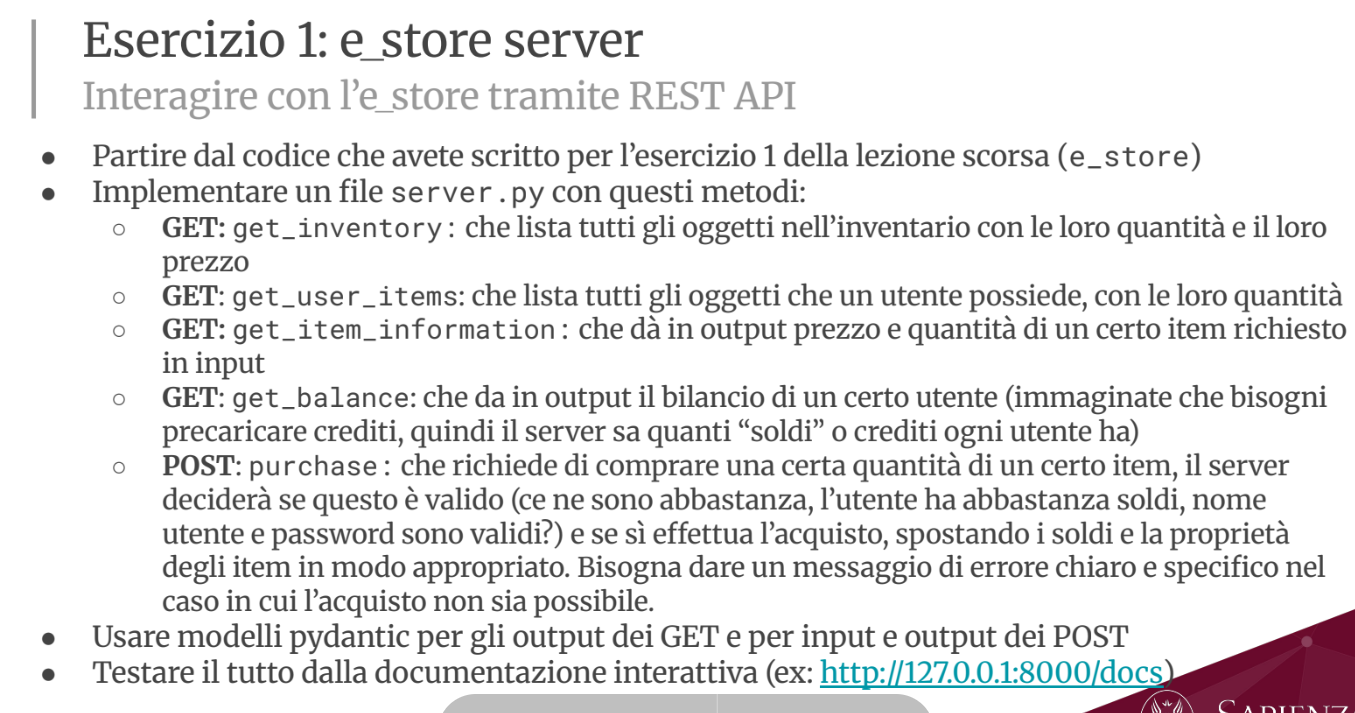 Esercizio 1: e_store server
Interagire con l’e_store tramite REST API
● Partire dal codice che avete scritto per l’esercizio 1 della lezione scorsa (e_store)
● Implementare un file server.py con questi metodi:
○ GET: get_inventory: che lista tutti gli oggetti nell’inventario con le loro quantità e il loro
prezzo
○ GET: get_user_items: che lista tutti gli oggetti che un utente possiede, con le loro quantità
○ GET: get_item_information: che dà in output prezzo e quantità di un certo item richiesto
in input
○ GET: get_balance: che da in output il bilancio di un certo utente (immaginate che bisogni
precaricare crediti, quindi il server sa quanti “soldi” o crediti ogni utente ha)
○ POST: purchase: che richiede di comprare una certa quantità di un certo item, il server
deciderà se questo è valido (ce ne sono abbastanza, l’utente ha abbastanza soldi, nome
utente e password sono validi?) e se sì effettua l’acquisto, spostando i soldi e la proprietà
degli item in modo appropriato. Bisogna dare un messaggio di errore chiaro e specifico nel
caso in cui l’acquisto non sia possibile.
● Usare modelli pydantic per gli output dei GET e per input e output dei POST
● Testare il tutto dalla documentazione interattiva (ex: http://127.0.0.1:8000/docs)